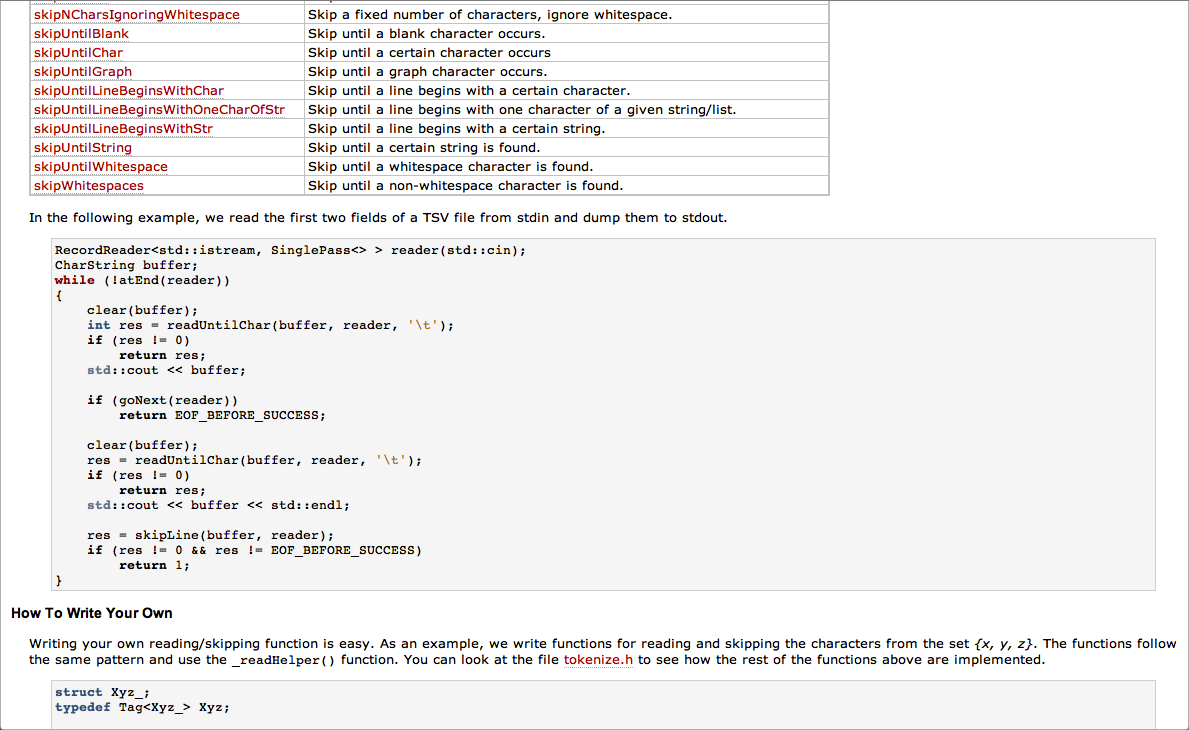 skipNCharsIgnoringWhitespace Skip a fixed number of characters, ignore whitespace.
skipUntilBlank Skip until a blank character occurs.
skipUntilChar Skip until a certain character occurs
skipUntilGraph Skip until a graph character occurs.
skipUntilLineBeginsWithChar Skip until a line begins with a certain character.
skipUntilLineBeginsWithOneCharOfStr Skip until a line begins with one character of a given string/list.
skipUntilLineBeginsWithStr Skip until a line begins with a certain string.
skipUntilString Skip until a certain string is found.
skipUntilWhitespace Skip until a whitespace character is found.
skipWhitespaces Skip until a non-whitespace character is found.
In the following example, we read the first two fields of a TSV file from stdin and dump them to stdout.
RecordReader<std::istream, SinglePass<> > reader(std::cin);
CharString buffer;
while (!atEnd(reader))
{
    clear(buffer);
    int res = readUntilChar(buffer, reader, '\t');
    if (res != 0)
        return res;
    std::cout << buffer;

    if (goNext(reader))
        return EOF_BEFORE_SUCCESS;

    clear(buffer);
    res = readUntilChar(buffer, reader, '\t');
    if (res != 0)
        return res;
    std::cout << buffer << std::endl;

    res = skipLine(buffer, reader);
    if (res != 0 && res != EOF_BEFORE_SUCCESS)
        return 1;
}
How To Write Your Own
Writing your own reading/skipping function is easy. As an example, we write functions for reading and skipping the characters from the set {x, y, z}. The functions follow
the same pattern and use the _readHelper() function. You can look at the file tokenize.h to see how the rest of the functions above are implemented.
struct Xyz_;
typedef Tag<Xyz_> Xyz;